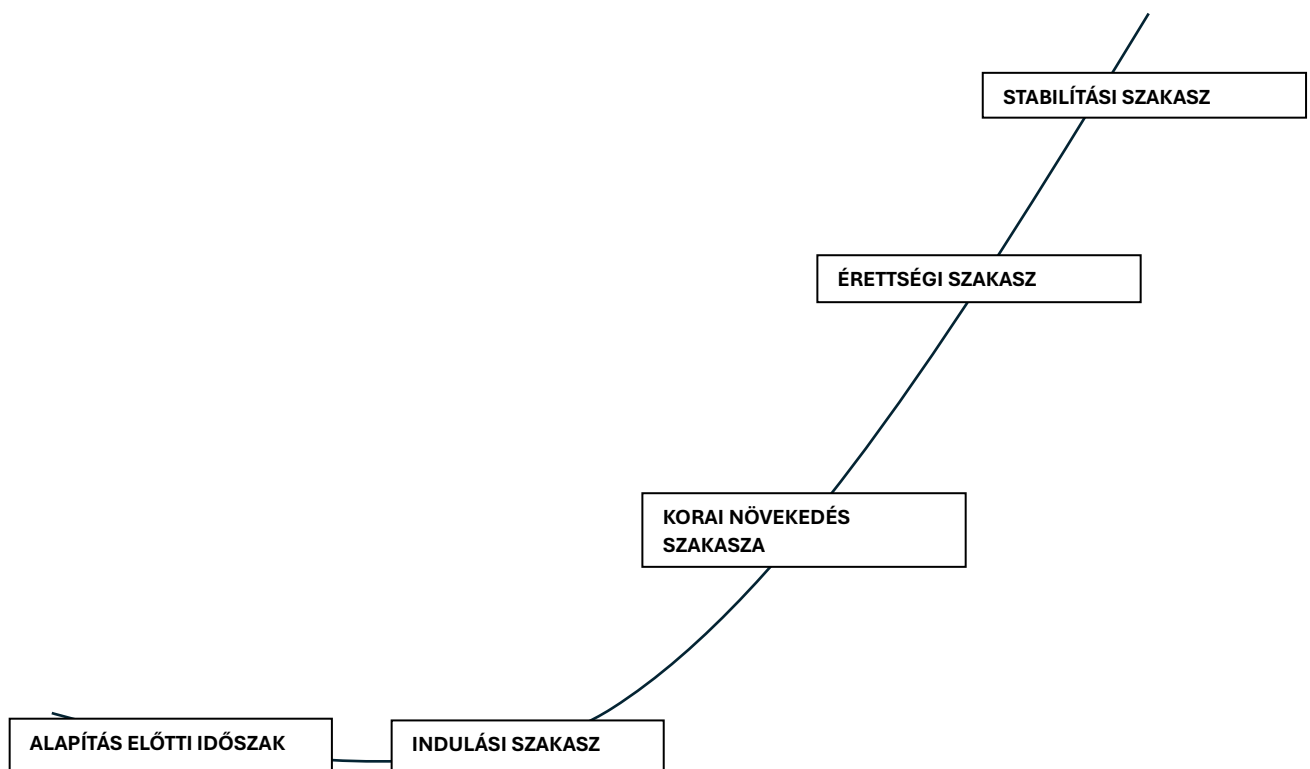 STABILÍTÁSI SZAKASZ
ÉRETTSÉGI SZAKASZ
KORAI NÖVEKEDÉS
SZAKASZA
ALAPÍTÁS ELŐTTI IDŐSZAK
INDULÁSI SZAKASZ